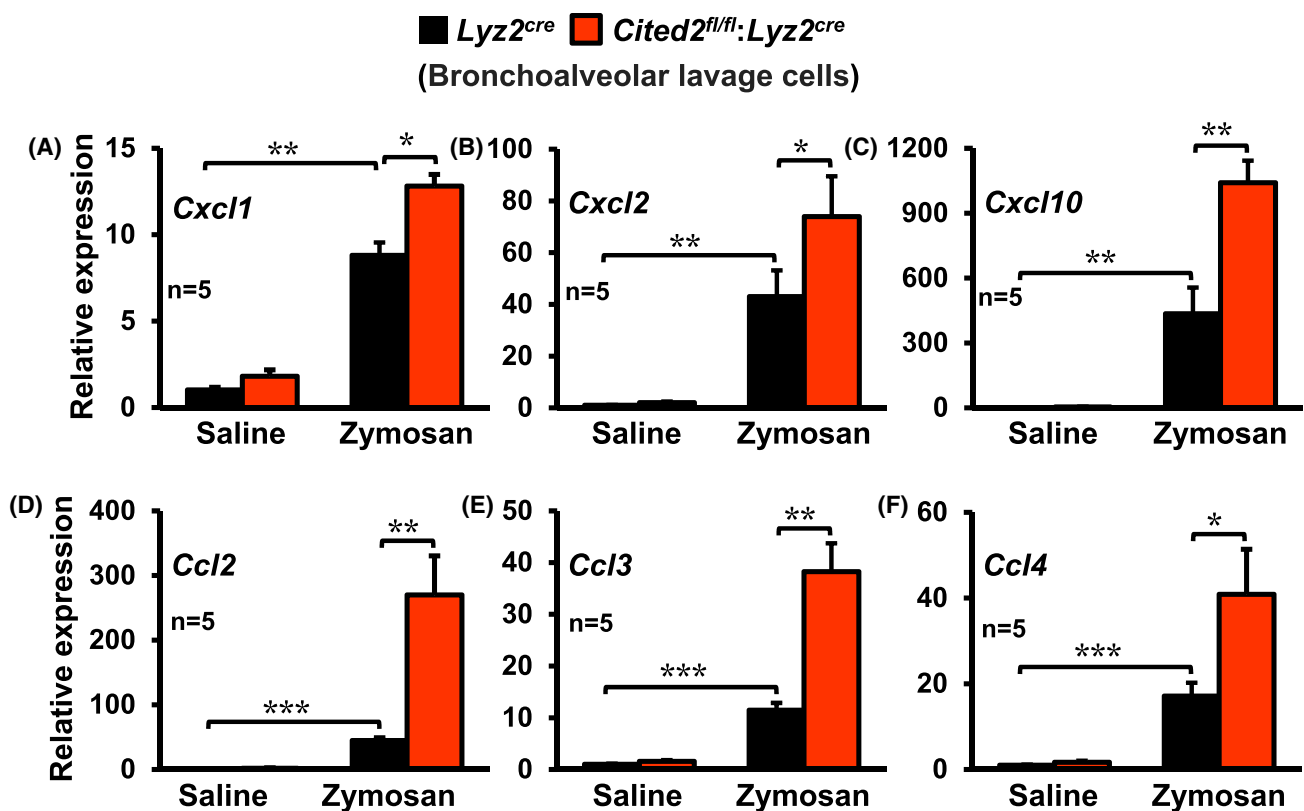 Lyz2cre Cited2fl/fl:Lyz2cre
(Bronchoalveolar lavage cells)
(A)
Relative expression
15
10
5
0
Cxcl1
n=5
**
*
Saline Zymosan
(B)
100
80
60
40
20
0
Cxcl2
n=5
**
*
Saline Zymosan
(C)
1200
900
600
300
0
Cxcl10
n=5
**
**
Saline Zymosan
(D)
Relative expression
400
300
200
100
0
Ccl2
n=5
***
**
Saline Zymosan
(E)
50
40
30
20
10
0
Ccl3
n=5
***
**
Saline Zymosan
(F)
60
40
20
0
Ccl4
n=5
***
*
Saline Zymosan